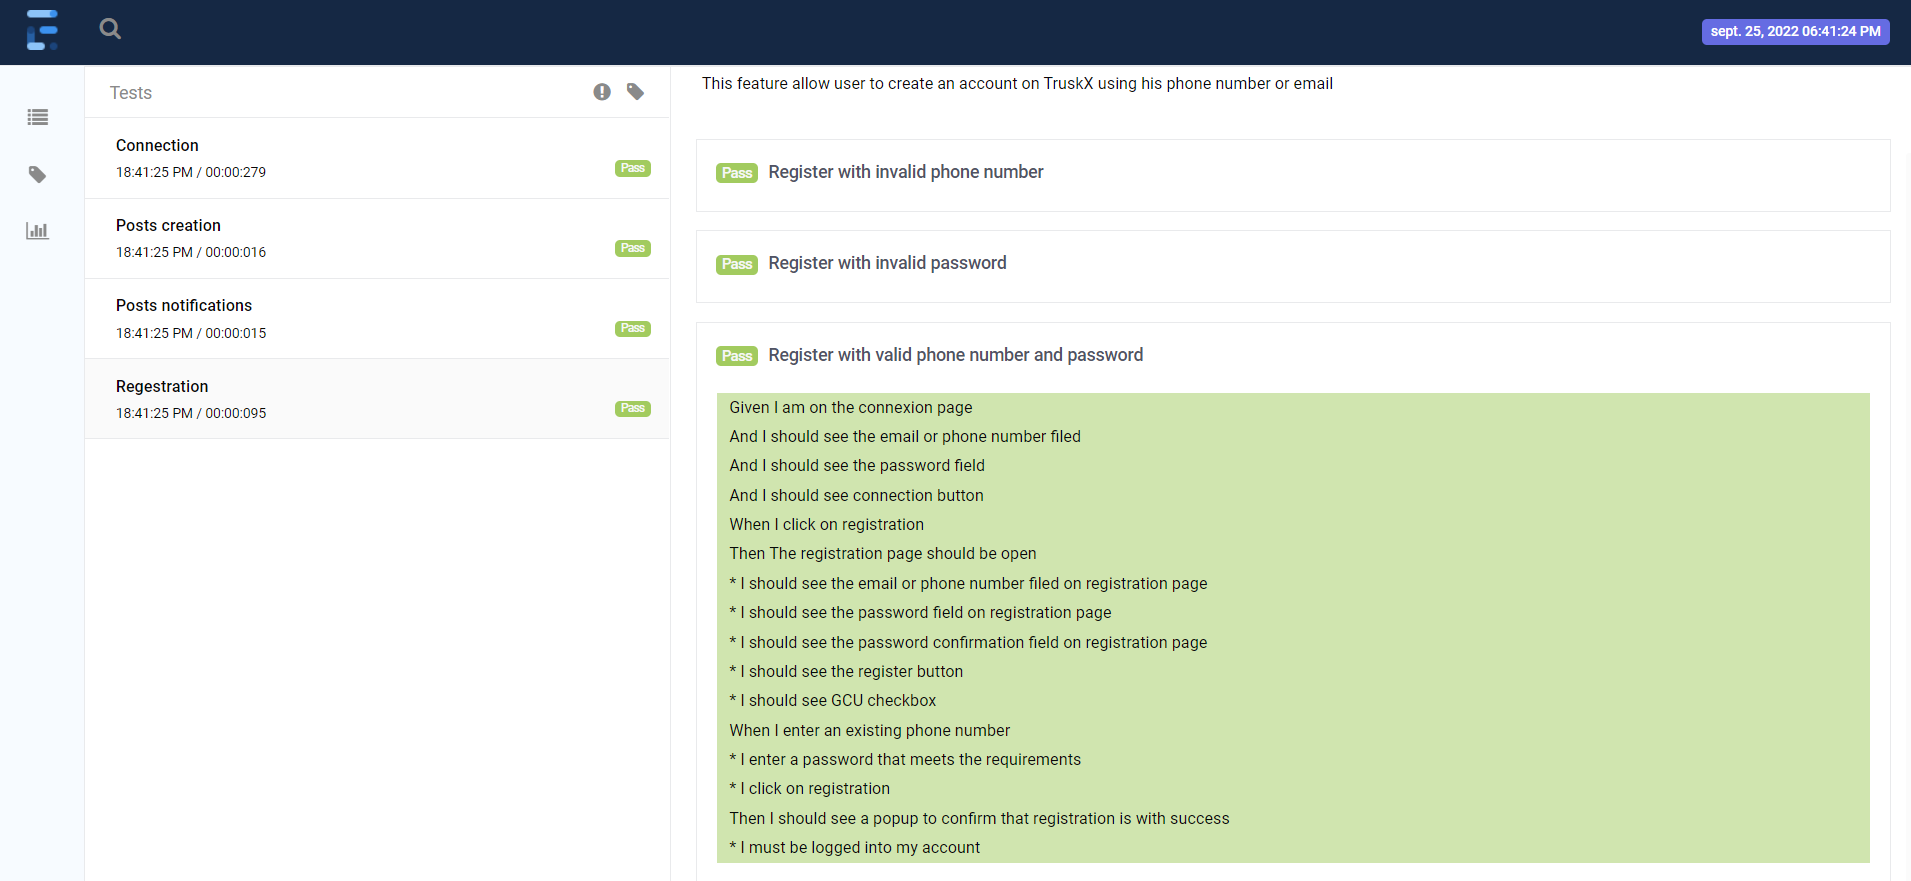 sept. 25, 2022 06:41:24 PM
Tests
Connection
18:41:25 PM / 00:00:279
Pass
Posts creation
18:41:25 PM / 00:00:016
Pass
Posts notifications
18:41:25 PM / 00:00:015
Pass
Regestration
18:41:25 PM / 00:00:095
Pass
This feature allow user to create an account on TruskX using his phone number or email
Pass Register with invalid phone number
Pass Register with invalid password
Pass Register with valid phone number and password
Given I am on the connexion page
And I should see the email or phone number filed
And I should see the password field
And I should see connection button
When I click on registration
Then The registration page should be open
* I should see the email or phone number filed on registration page
* I should see the password field on registration page
* I should see the password confirmation field on registration page
* I should see the register button
* I should see GCU checkbox
When I enter an existing phone number
* I enter a password that meets the requirements
* I click on registration
Then I should see a popup to confirm that registration is with success
* I must be logged into my account